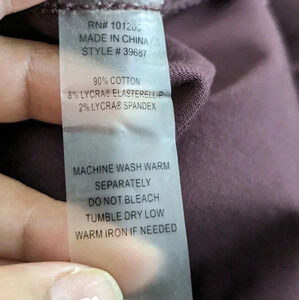 MADE IN CHINA
STYLE # 39687
90% COTTON
8% LYCRA® ELASTERELL-P
2% LYCRA® SPANDEX
MACHINE WASH WARM
SEPARATELY
DO NOT BLEACH
TUMBLE DRY LOW
WARM IRON IF NEEDED